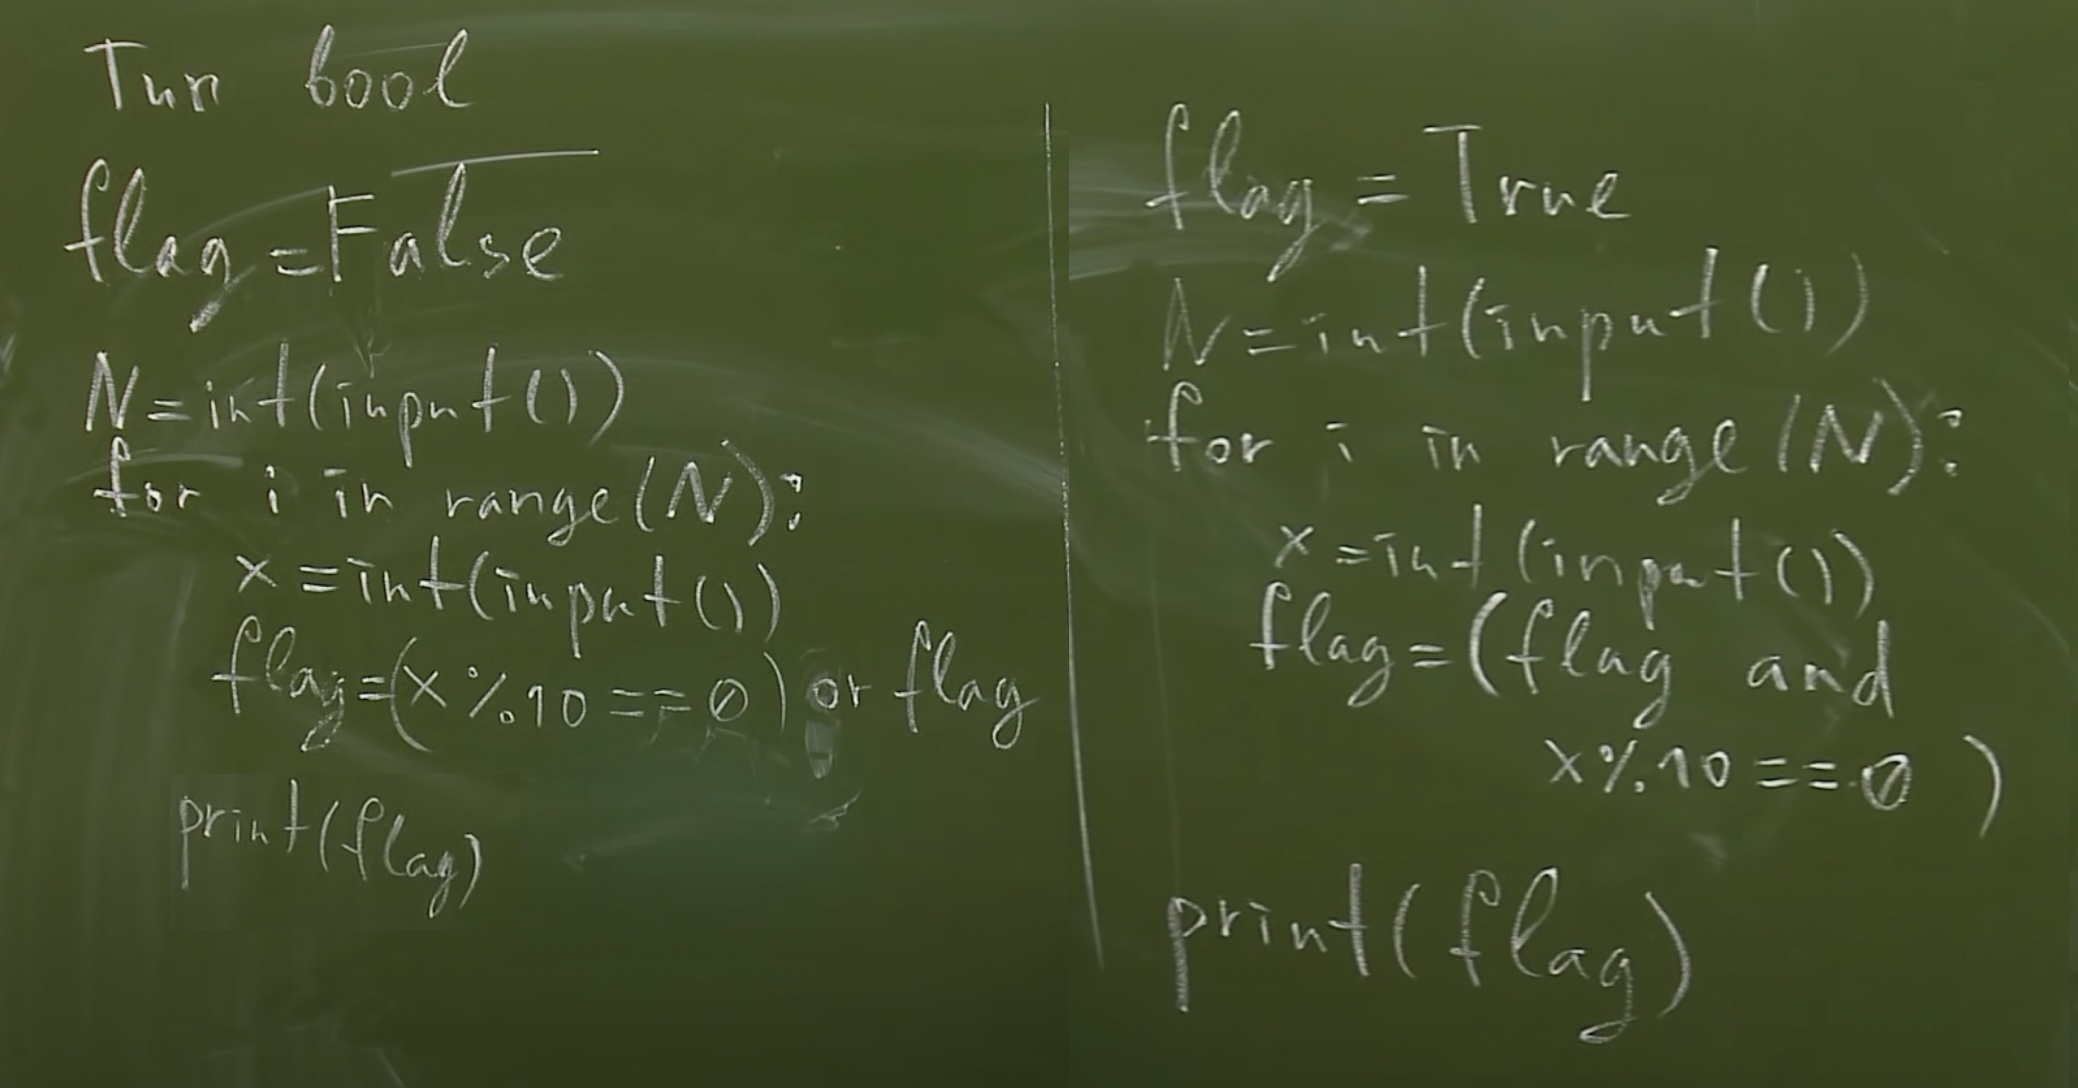 Тип bool
flag=False
N=int(input())
for i in range(N):
x=int(input())
flag=(x%10==0) or flag
print(flag)
flag=True
N=int(input())
for i in range(N):
x=int(input())
flag=(flag and
x%10==0)
print(flag)